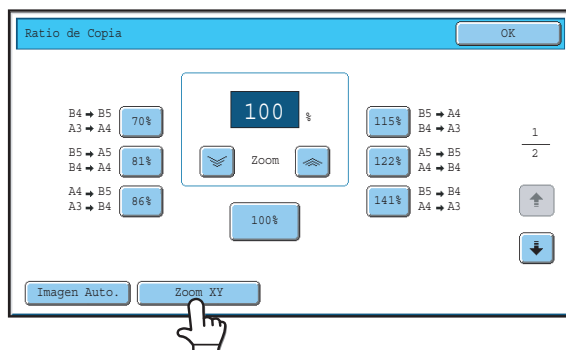 Ratio de Copia
OK
B4 → B5
A3 → A4
70%
B5 → A5
B4 → A4
81%
A4 → B5
A3 → B4
86%
100 %
Zoom
100%
115%
B5 → A4
B4 → A3
122%
A5 → B5
A4 → B4
141%
B5 → B4
A4 → A3
1
2
Imagen Auto.
Zoom XY